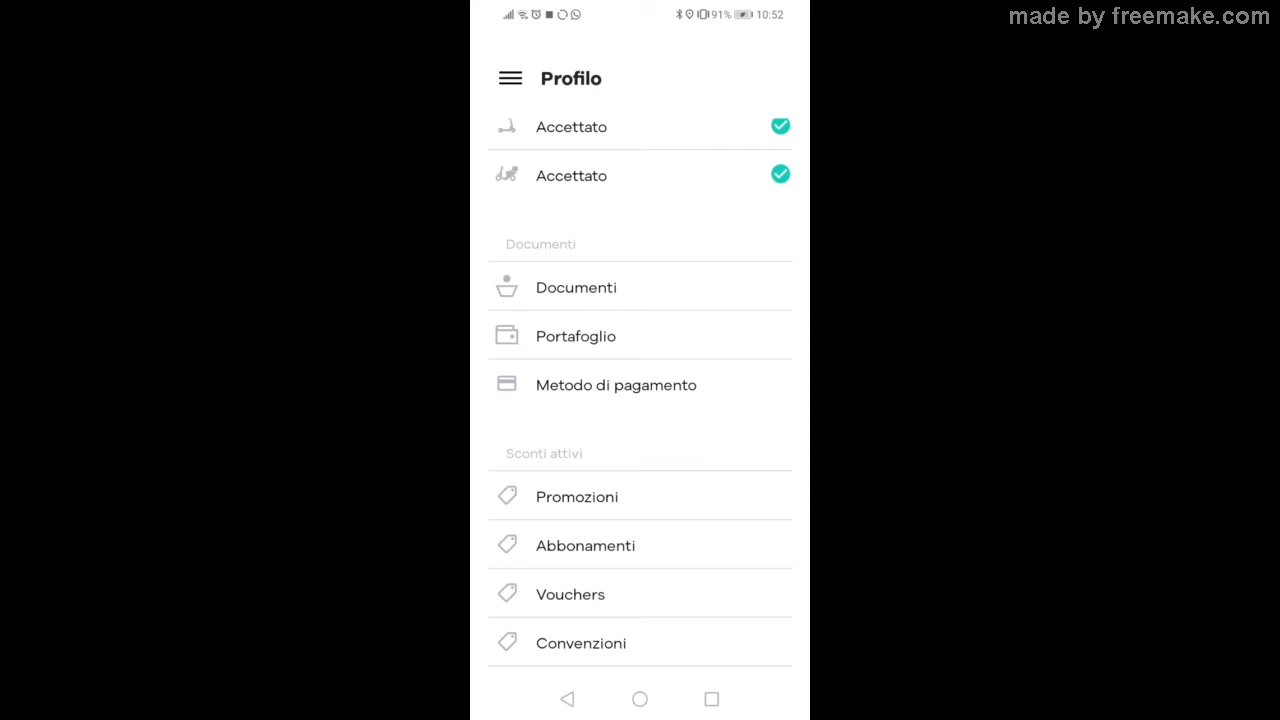 made by freemake.com
91% 10:52
Profilo
Accettato
Accettato
Documenti
Documenti
Portafoglio
Metodo di pagamento
Sconti attivi
Promozioni
Abbonamenti
Vouchers
Convenzioni